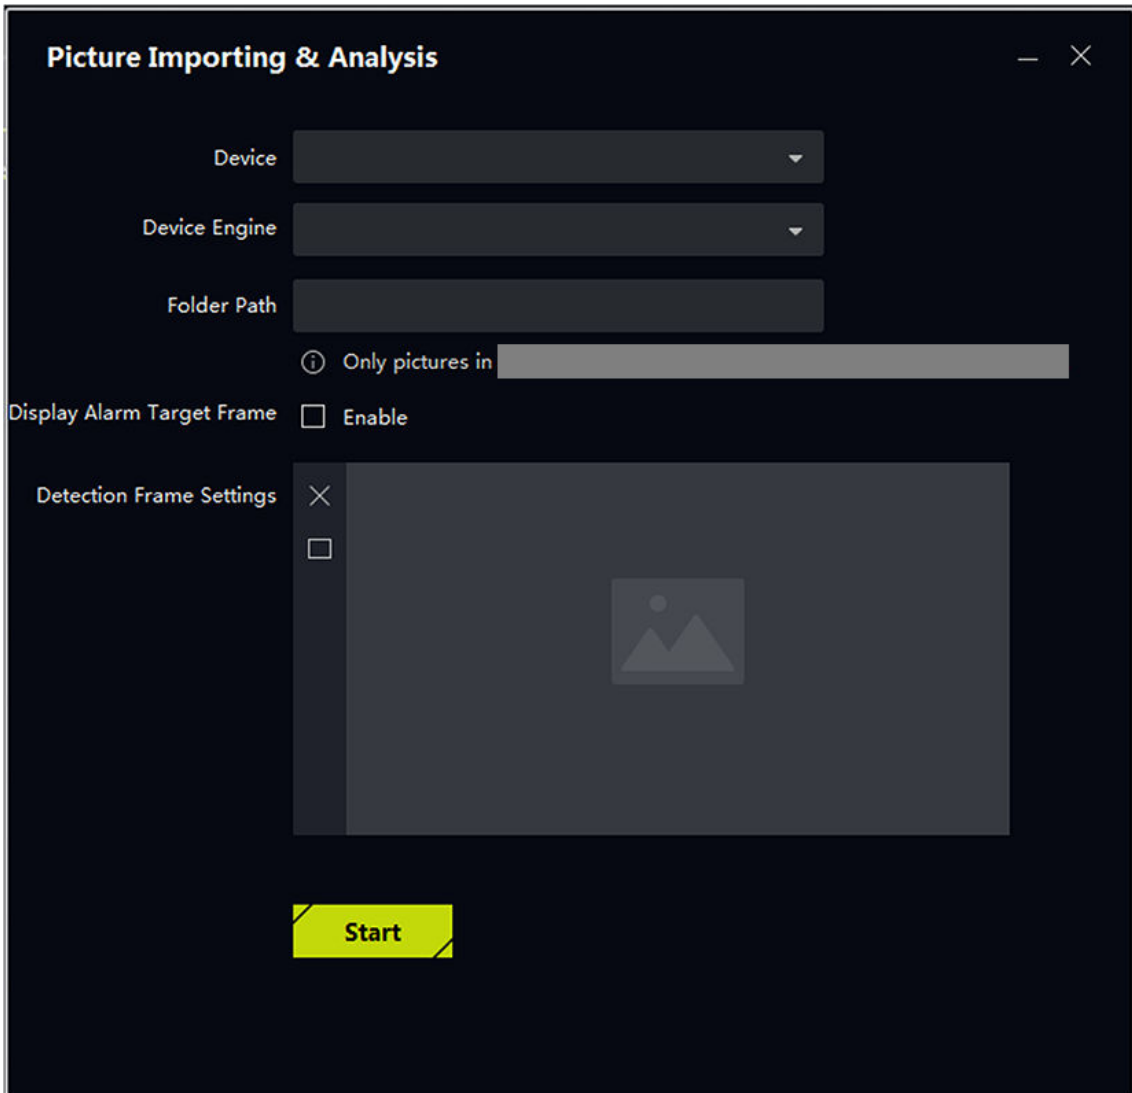 Picture Importing & Analysis
Device
Device Engine
Folder Path
Only pictures in
Display Alarm Target Frame
Enable
Detection Frame Settings
Start